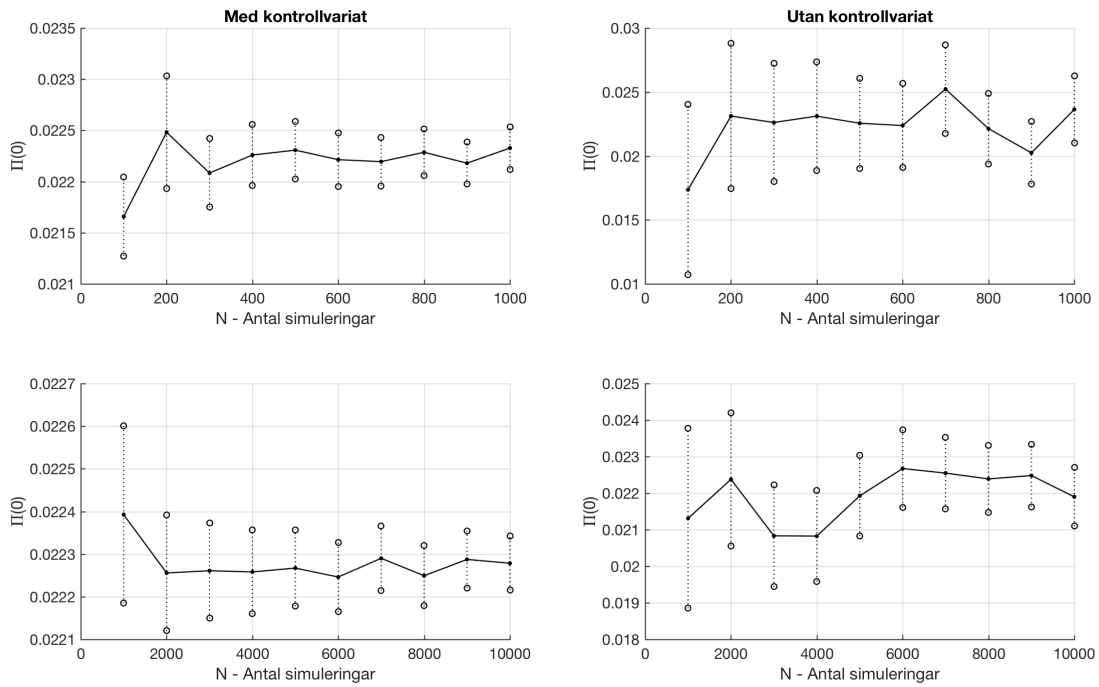 Med kontrollvariat
0.0235
0.023
0.0225
0.022
0.0215
0.021
Π(0)
0 200 400 600 800 1000
N - Antal simuleringar
Utan kontrollvariat
0.03
0.025
0.02
0.015
0.01
Π(0)
0 200 400 600 800 1000
N - Antal simuleringar
0.0227
0.0226
0.0225
0.0224
0.0223
0.0222
0.0221
Π(0)
0 2000 4000 6000 8000 10000
N - Antal simuleringar
0.025
0.024
0.023
0.022
0.021
0.02
0.019
0.018
Π(0)
0 2000 4000 6000 8000 10000
N - Antal simuleringar